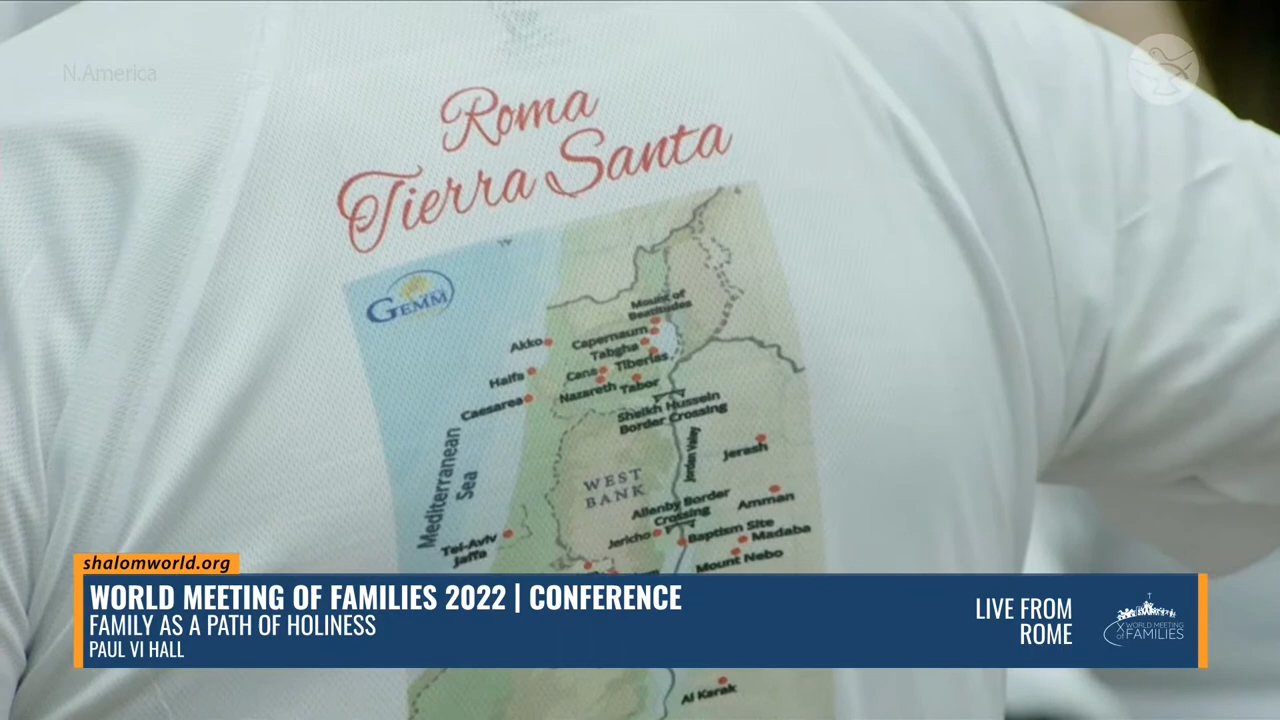 N.America
Roma
Tierra Santa
GEMM
Mount of
Beatitudes
Akko
Capernaum
Tabgha
Tiberias
Haifa
Cana
Nazareth
Tabor
Caesarea
Sheikh Hussein
Border Crossing
Mediterranean
Sea
Jordan Valley
Jerash
WEST
BANK
Allenby Border
Crossing
Amman
Tel-Aviv
Jaffa
Jericho
Baptism Site
Madaba
Mount Nebo
Al Karak
shalomworld.org
WORLD MEETING OF FAMILIES 2022 | CONFERENCE
FAMILY AS A PATH OF HOLINESS
PAUL VI HALL
LIVE FROM
ROME
X WORLD MEETING
of FAMILIES